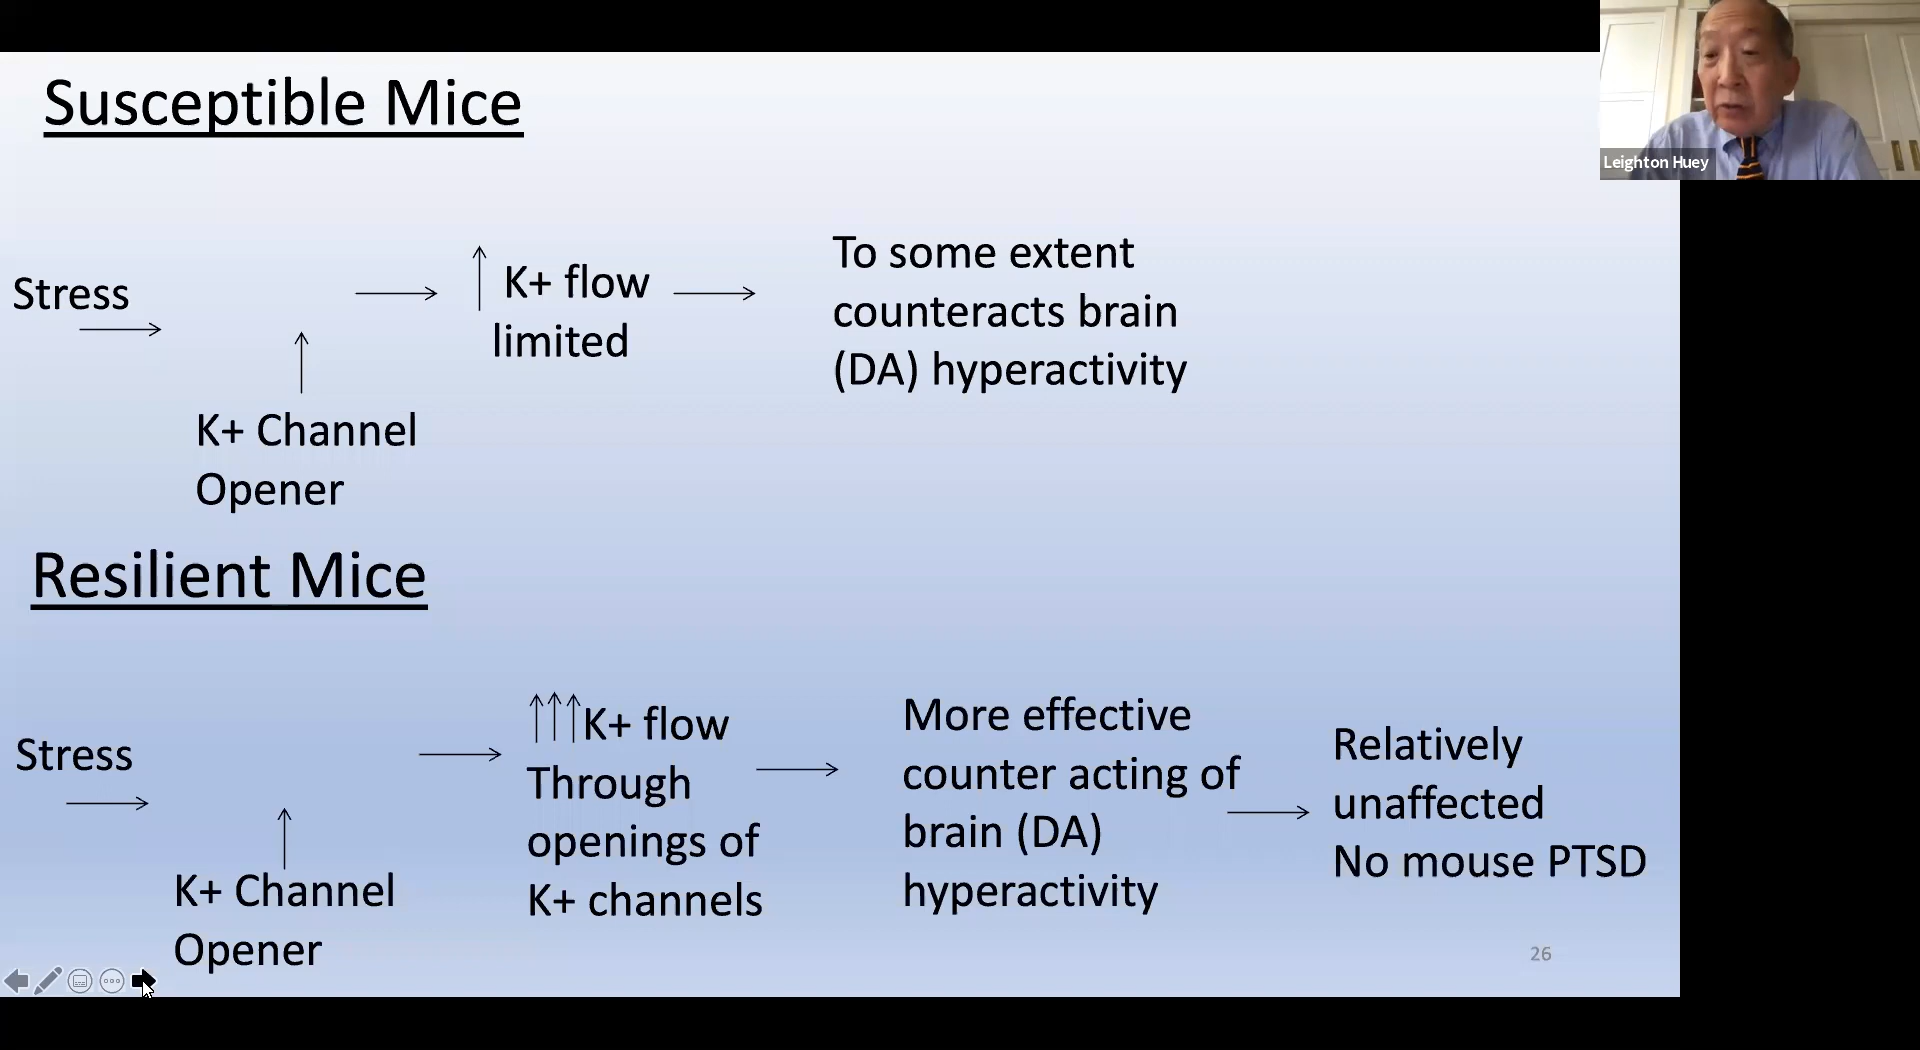 Susceptible Mice
Leighton Huey
Stress
K+ flow
limited
To some extent
counteracts brain
(DA) hyperactivity
K+ Channel
Opener
Resilient Mice
Stress
K+ Channel
Opener
K+ flow
Through
openings of
K+ channels
More effective
counter acting of
brain (DA)
hyperactivity
Relatively
unaffected
No mouse PTSD
26